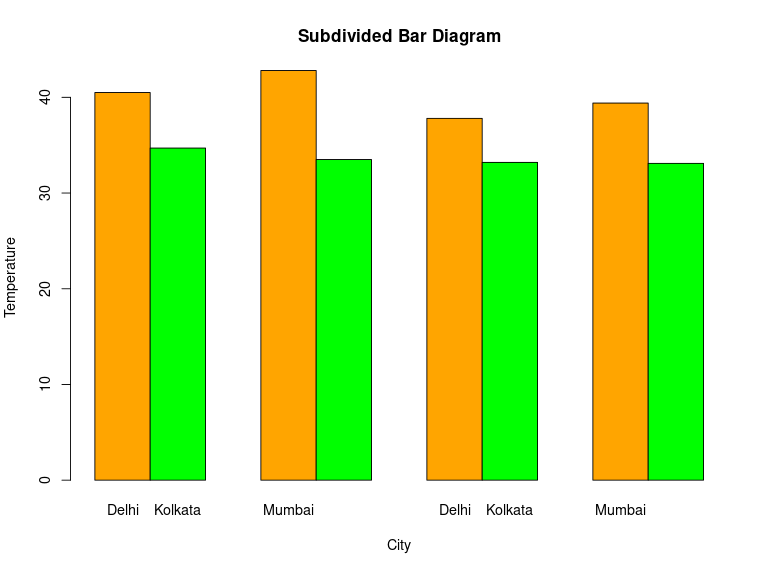 Subdivided Bar Diagram
Temperature
40
30
20
10
0
Delhi Kolkata Mumbai Delhi Kolkata Mumbai
City